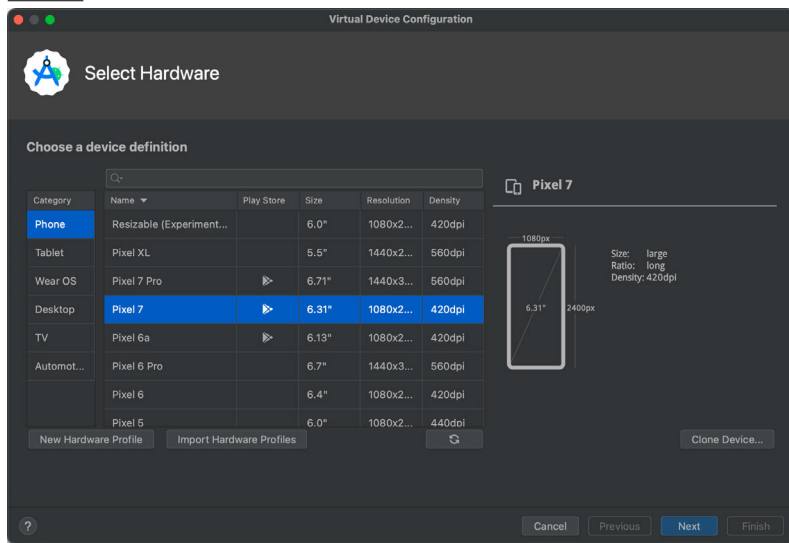 Virtual Device Configuration
Select Hardware
Choose a device definition
Category
Phone
Tablet
Wear OS
Desktop
TV
Automot...
Name Play Store Size Resolution Density
Resizable (Experiment... 6.0" 1080x2... 420dpi
Pixel XL 5.5" 1440x2... 560dpi
Pixel 7 Pro 6.71" 1440x3... 560dpi
Pixel 7 6.31" 1080x2... 420dpi
Pixel 6a 6.13" 1080x2... 420dpi
Pixel 6 Pro 6.7" 1440x3... 560dpi
Pixel 6 6.4" 1080x2... 420dpi
Pixel 5 6.0" 1080x2... 440dpi
New Hardware Profile Import Hardware Profiles
Pixel 7
1080px
6.31" 2400px
Size: large
Ratio: long
Density: 420dpi
Clone Device...
? Cancel Previous Next Finish